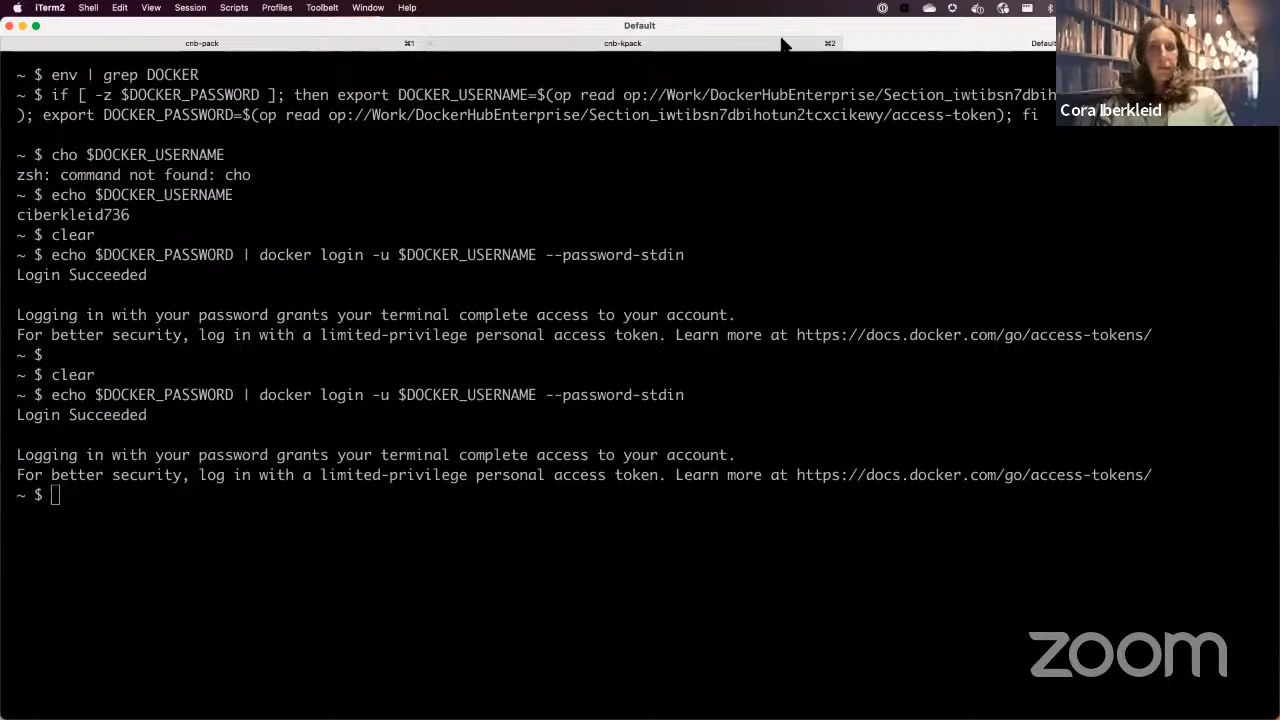 iTerm2 Shell Edit View Session Scripts Profiles Toolbelt Window Help
Default
cnb-pack ⌘1 cnb-kpack ⌘2 Default
~ $ env | grep DOCKER
~ $ if [ -z $DOCKER_PASSWORD ]; then export DOCKER_USERNAME=$(op read op://Work/DockerHubEnterprise/Section_iwtibsn7dbih
); export DOCKER_PASSWORD=$(op read op://Work/DockerHubEnterprise/Section_iwtibsn7dbihotun2tcxcikewy/access-token); fi
Cora Iberkleid
~ $ cho $DOCKER_USERNAME
zsh: command not found: cho
~ $ echo $DOCKER_USERNAME
ciberkleid736
~ $ clear
~ $ echo $DOCKER_PASSWORD | docker login -u $DOCKER_USERNAME --password-stdin
Login Succeeded
Logging in with your password grants your terminal complete access to your account.
For better security, log in with a limited-privilege personal access token. Learn more at https://docs.docker.com/go/access-tokens/
~ $
~ $ clear
~ $ echo $DOCKER_PASSWORD | docker login -u $DOCKER_USERNAME --password-stdin
Login Succeeded
Logging in with your password grants your terminal complete access to your account.
For better security, log in with a limited-privilege personal access token. Learn more at https://docs.docker.com/go/access-tokens/
~ $
zoom